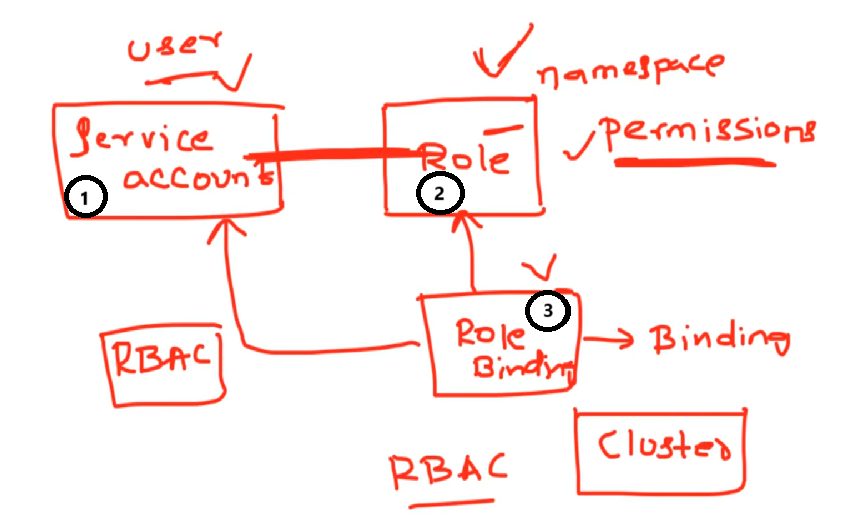 user
Service
accounts
1
Role
2
namespace
Permissions
3
Role
Binding
Binding
RBAC
Cluster
RBAC